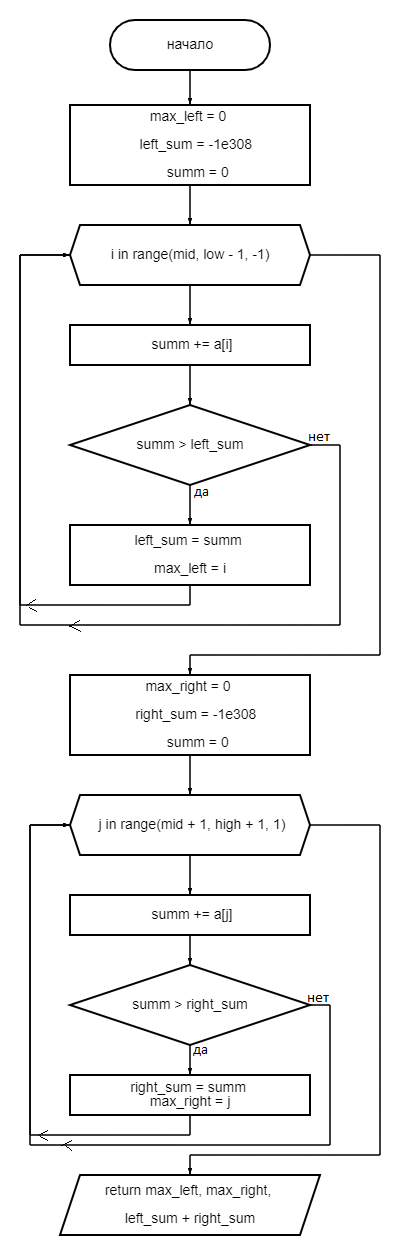 начало
max_left = 0
left_sum = -1e308
summ = 0
i in range(mid, low - 1, -1)
summ += a[i]
summ > left_sum
нет
да
left_sum = summ
max_left = i
max_right = 0
right_sum = -1e308
summ = 0
j in range(mid + 1, high + 1, 1)
summ += a[j]
summ > right_sum
нет
да
right_sum = summ
max_right = j
return max_left, max_right,
left_sum + right_sum